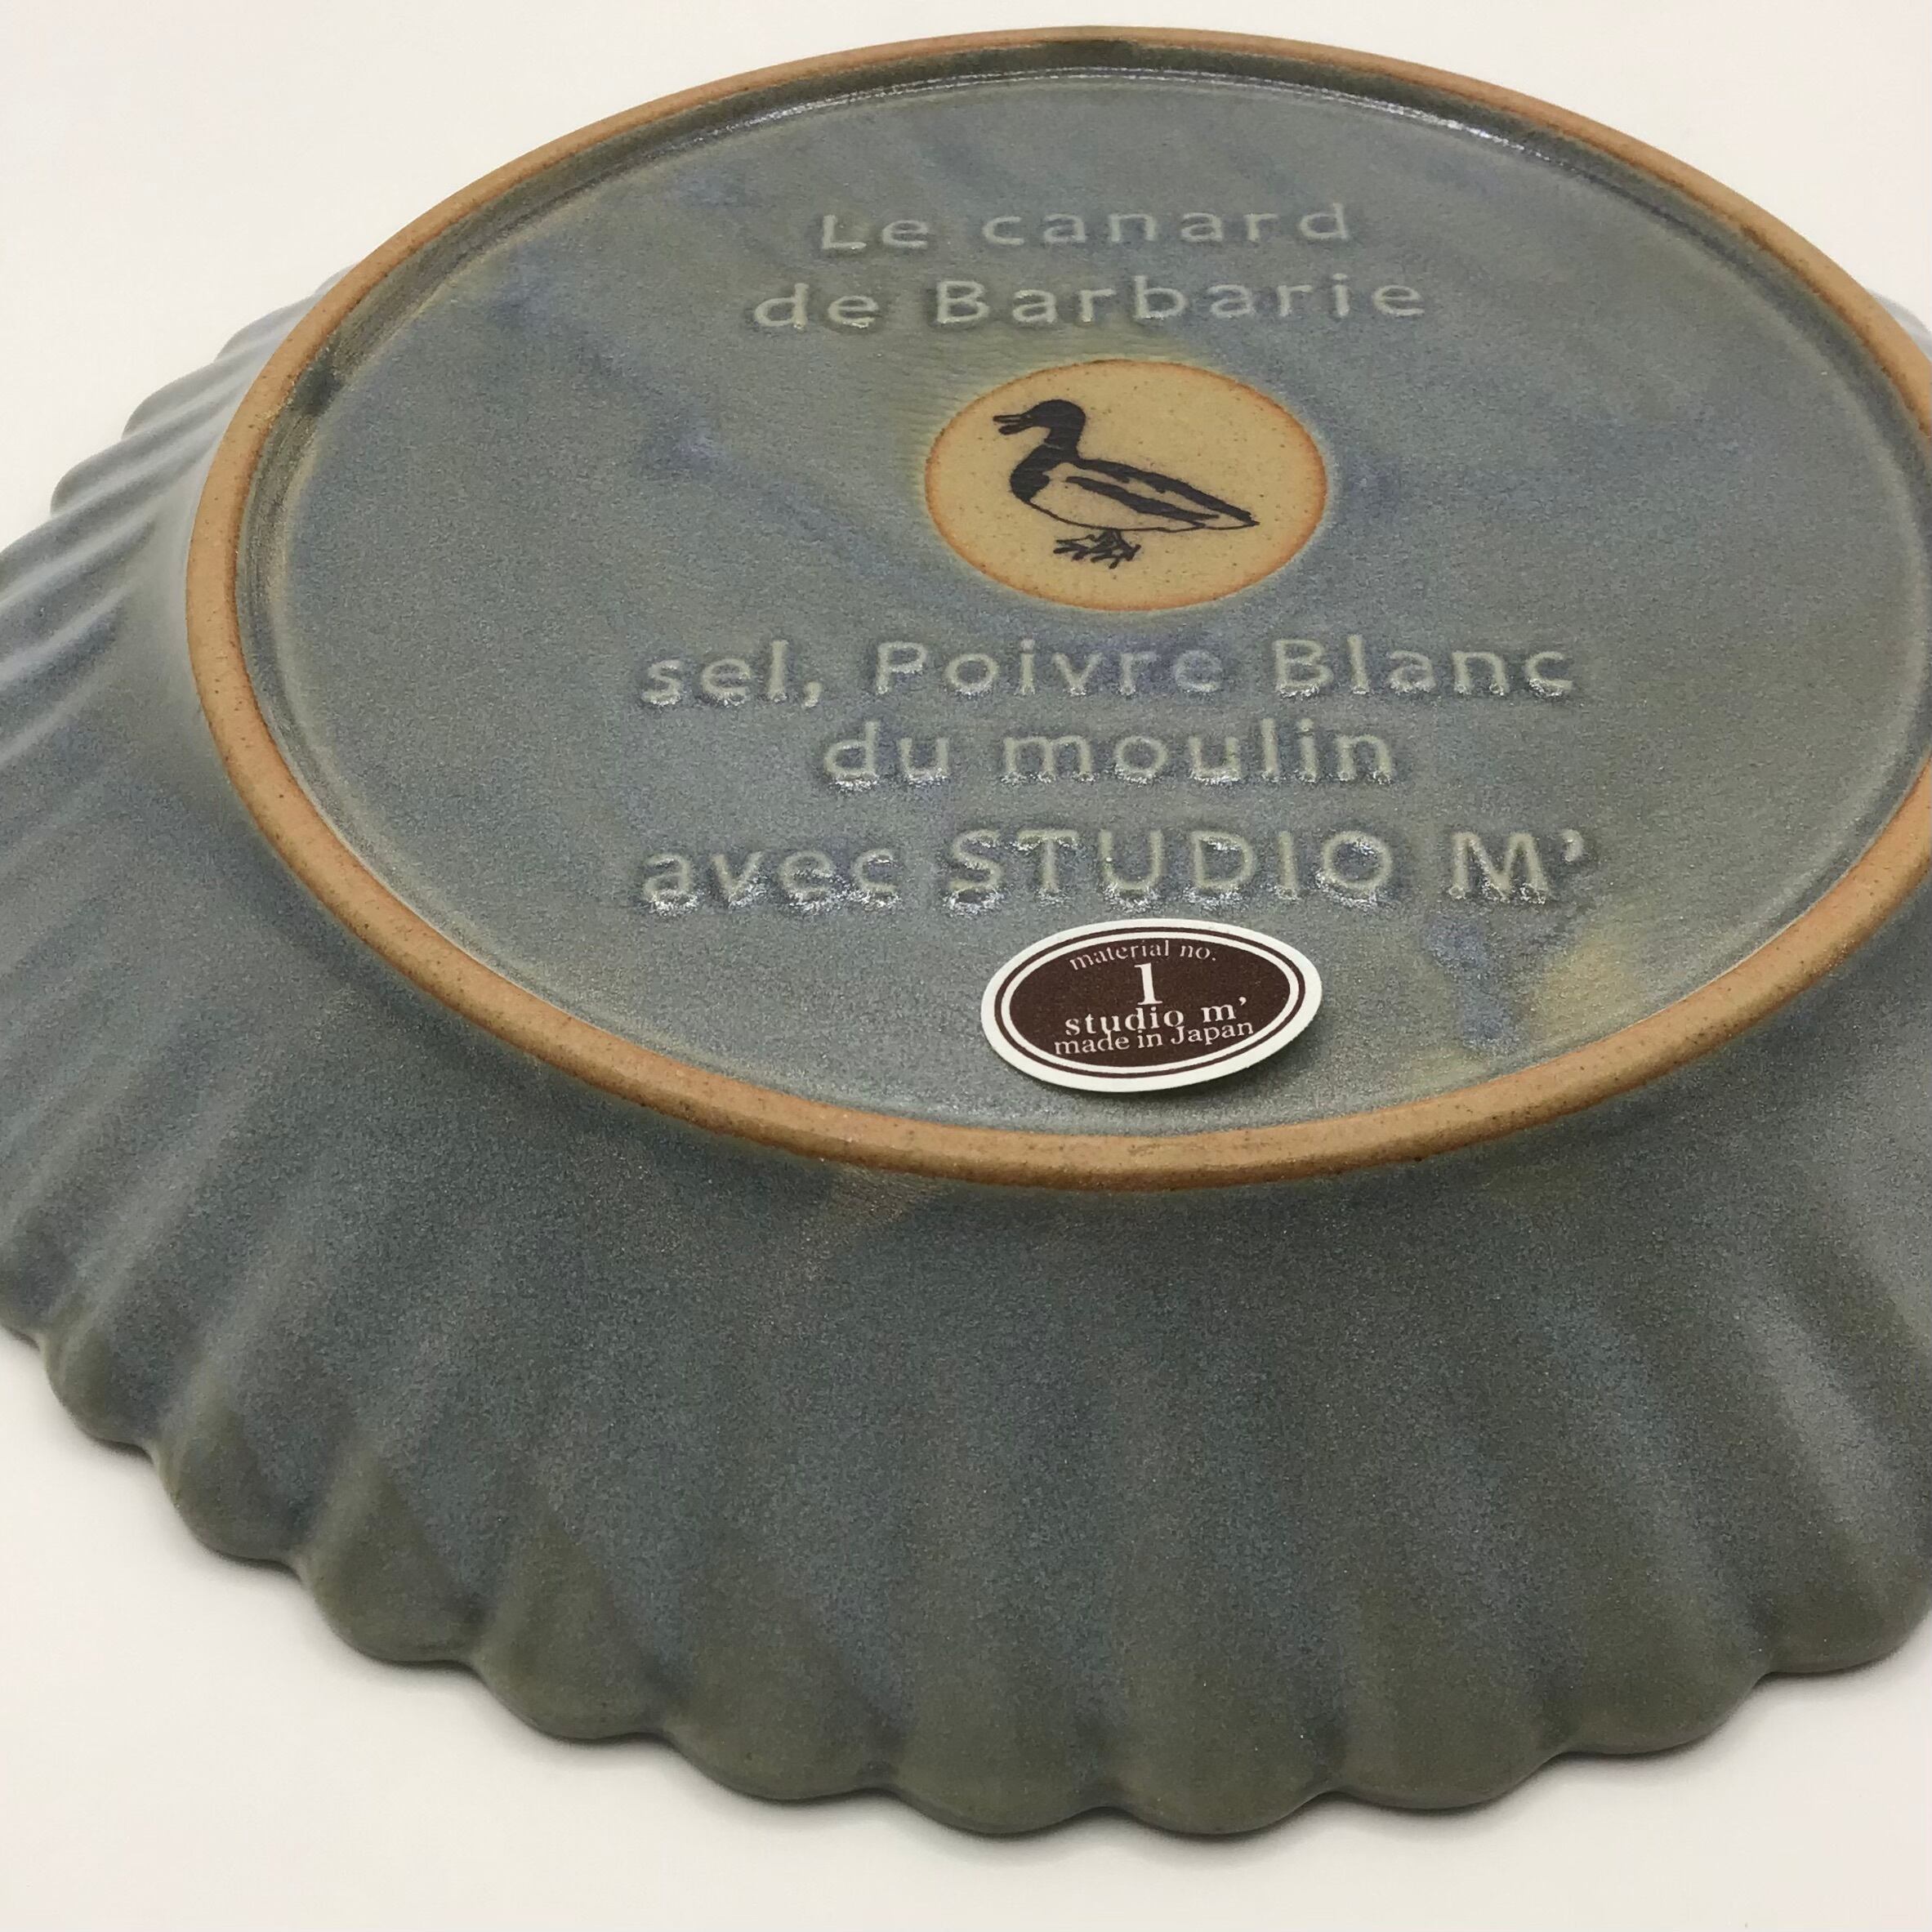 Le canard
de Barbarie
sel, Poivre Blanc
du moulin
avec STUDIO M'
material no.
1
studio m'
made in Japan